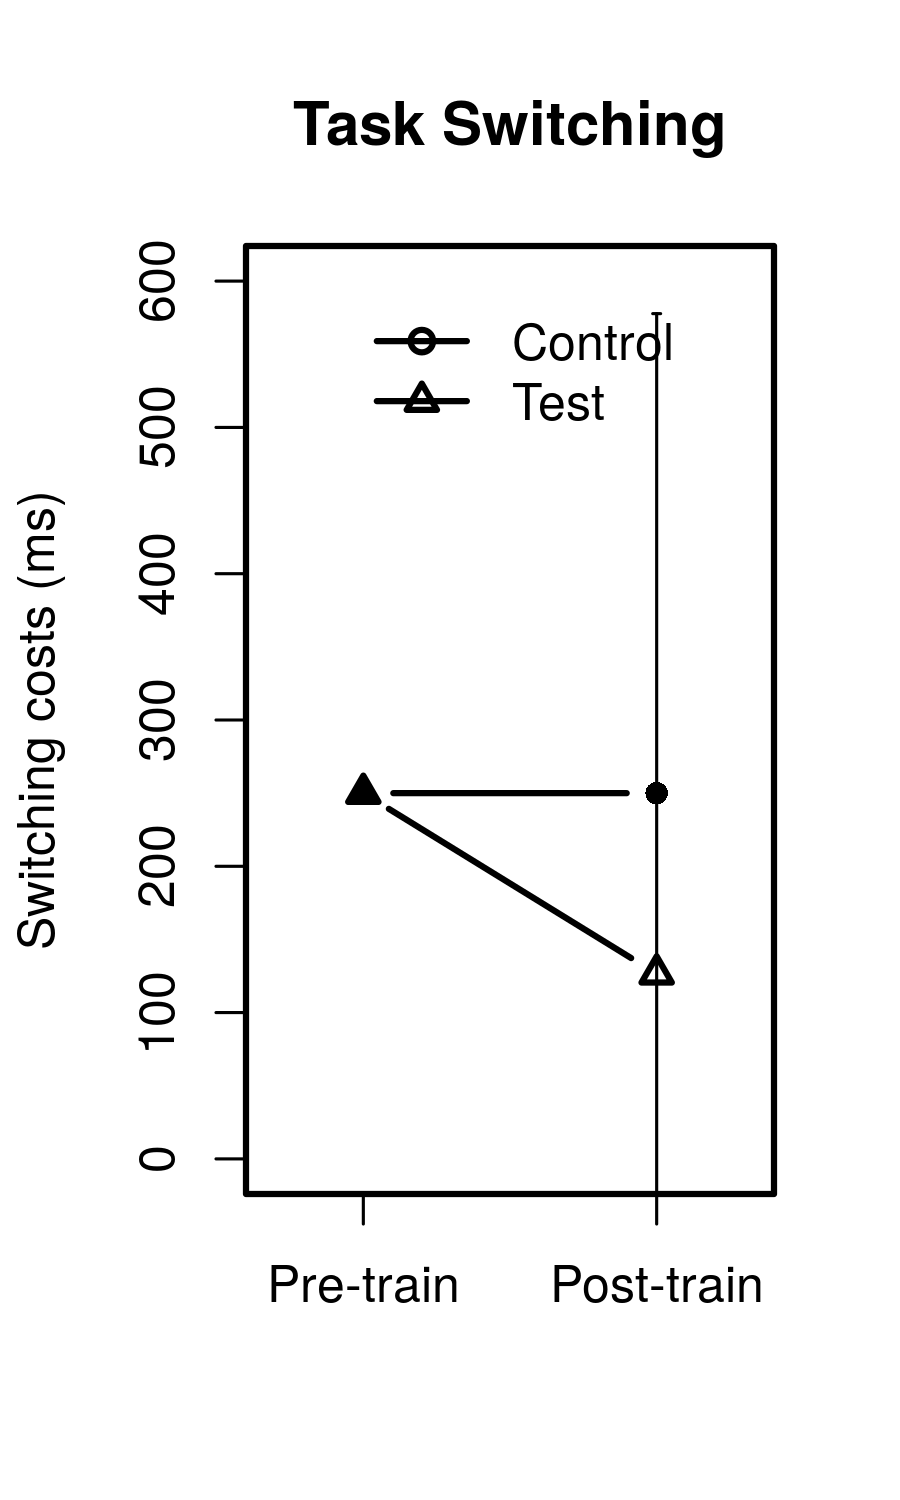 Task Switching
Control
Test
Switching costs (ms)
600
500
400
300
200
100
0
Pre-train
Post-train